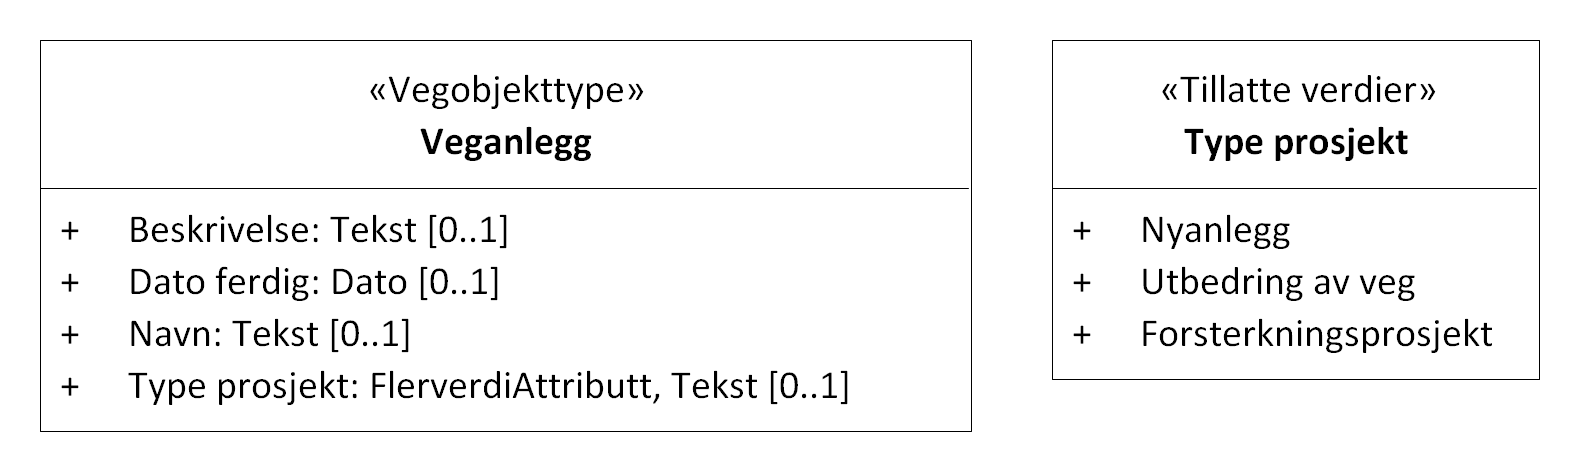 «Vegobjekttype»
Veganlegg
+ Beskrivelse: Tekst [0..1]
+ Dato ferdig: Dato [0..1]
+ Navn: Tekst [0..1]
+ Type prosjekt: FlerverdiAttributt, Tekst [0..1]
«Tillatte verdier»
Type prosjekt
+ Nyanlegg
+ Utbedring av veg
+ Forsterkningsprosjekt